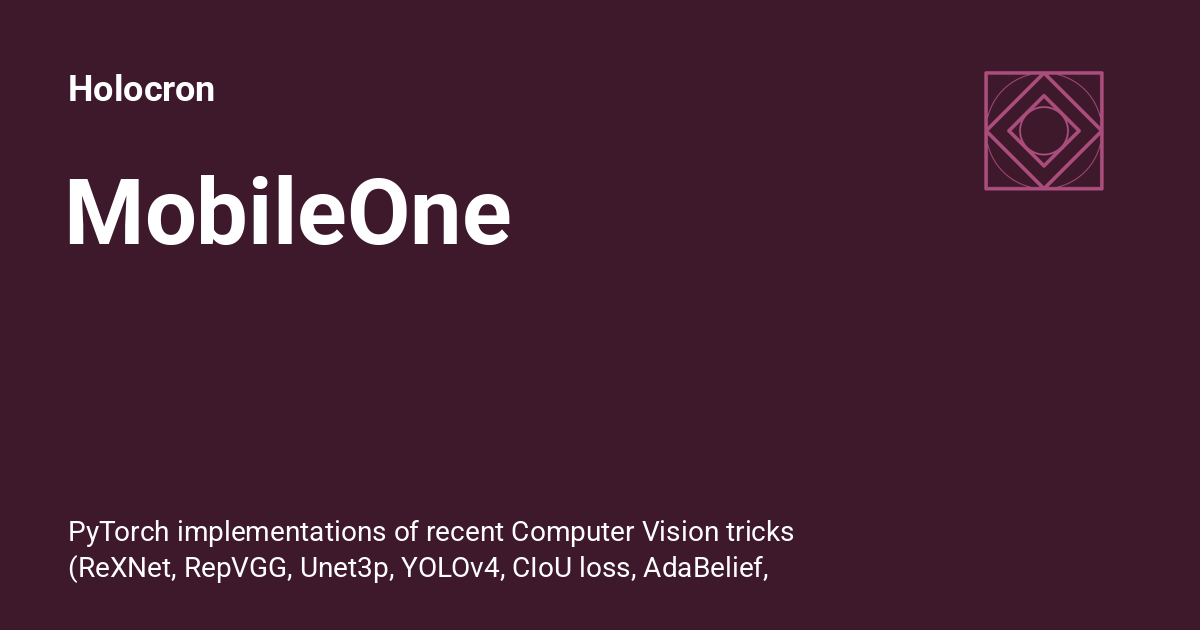 Holocron
MobileOne
PyTorch implementations of recent Computer Vision tricks
(ReXNet, RepVGG, Unet3p, YOLOv4, CIoU loss, AdaBelief,